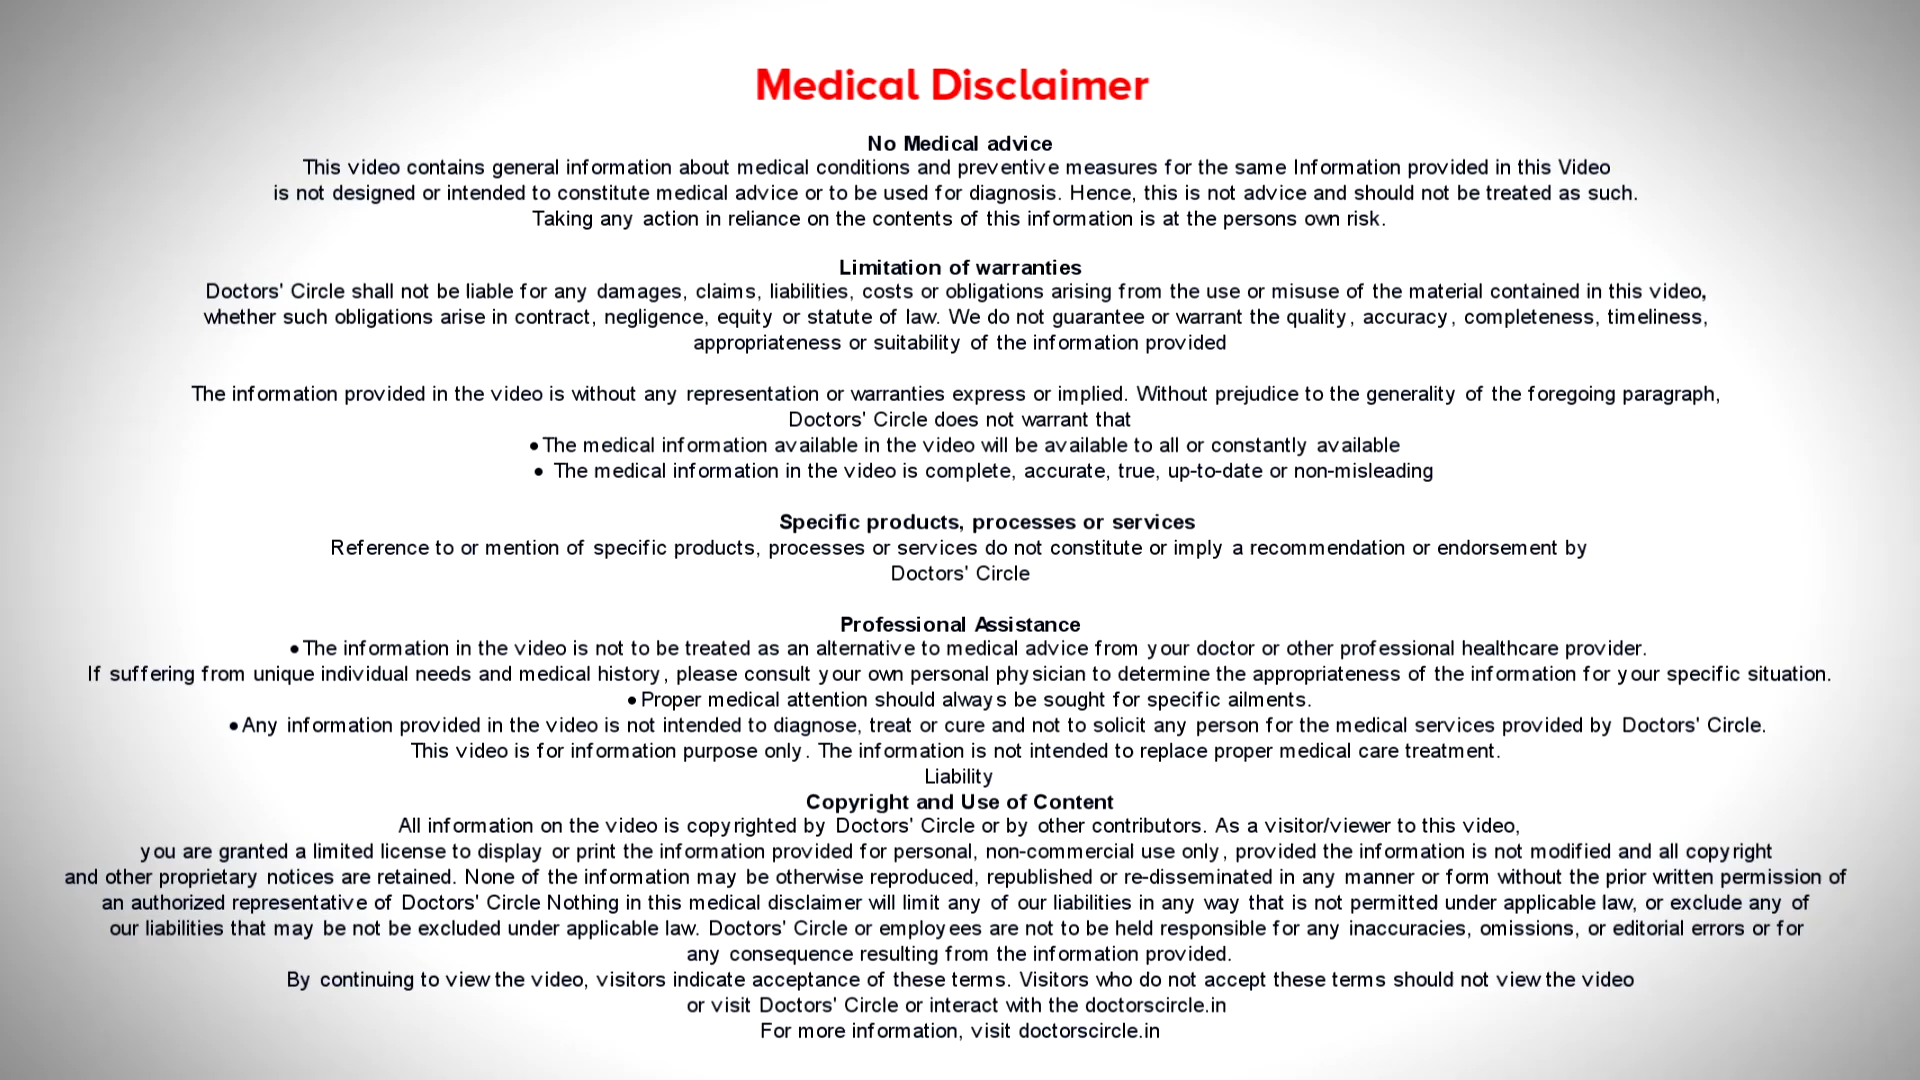 Medical Disclaimer
No Medical advice
This video contains general information about medical conditions and preventive measures for the same Information provided in this Video
is not designed or intended to constitute medical advice or to be used for diagnosis. Hence, this is not advice and should not be treated as such.
Taking any action in reliance on the contents of this information is at the persons own risk.
Limitation of warranties
Doctors' Circle shall not be liable for any damages, claims, liabilities, costs or obligations arising from the use or misuse of the material contained in this video,
whether such obligations arise in contract, negligence, equity or statute of law. We do not guarantee or warrant the quality, accuracy, completeness, timeliness,
appropriateness or suitability of the information provided
The information provided in the video is without any representation or warranties express or implied. Without prejudice to the generality of the foregoing paragraph,
Doctors' Circle does not warrant that
• The medical information available in the video will be available to all or constantly available
• The medical information in the video is complete, accurate, true, up-to-date or non-misleading
Specific products, processes or services
Reference to or mention of specific products, processes or services do not constitute or imply a recommendation or endorsement by
Doctors' Circle
Professional Assistance
• The information in the video is not to be treated as an alternative to medical advice from your doctor or other professional healthcare provider.
If suffering from unique individual needs and medical history, please consult your own personal physician to determine the appropriateness of the information for your specific situation.
• Proper medical attention should always be sought for specific ailments.
• Any information provided in the video is not intended to diagnose, treat or cure and not to solicit any person for the medical services provided by Doctors' Circle.
This video is for information purpose only. The information is not intended to replace proper medical care treatment.
Liability
Copyright and Use of Content
All information on the video is copyrighted by Doctors' Circle or by other contributors. As a visitor/viewer to this video,
you are granted a limited license to display or print the information provided for personal, non-commercial use only, provided the information is not modified and all copyright
and other proprietary notices are retained. None of the information may be otherwise reproduced, republished or re-disseminated in any manner or form without the prior written permission of
an authorized representative of Doctors' Circle Nothing in this medical disclaimer will limit any of our liabilities in any way that is not permitted under applicable law, or exclude any of
our liabilities that may be not be excluded under applicable law. Doctors' Circle or employees are not to be held responsible for any inaccuracies, omissions, or editorial errors or for
any consequence resulting from the information provided.
By continuing to view the video, visitors indicate acceptance of these terms. Visitors who do not accept these terms should not view the video
or visit Doctors' Circle or interact with the doctorscircle.in
For more information, visit doctorscircle.in